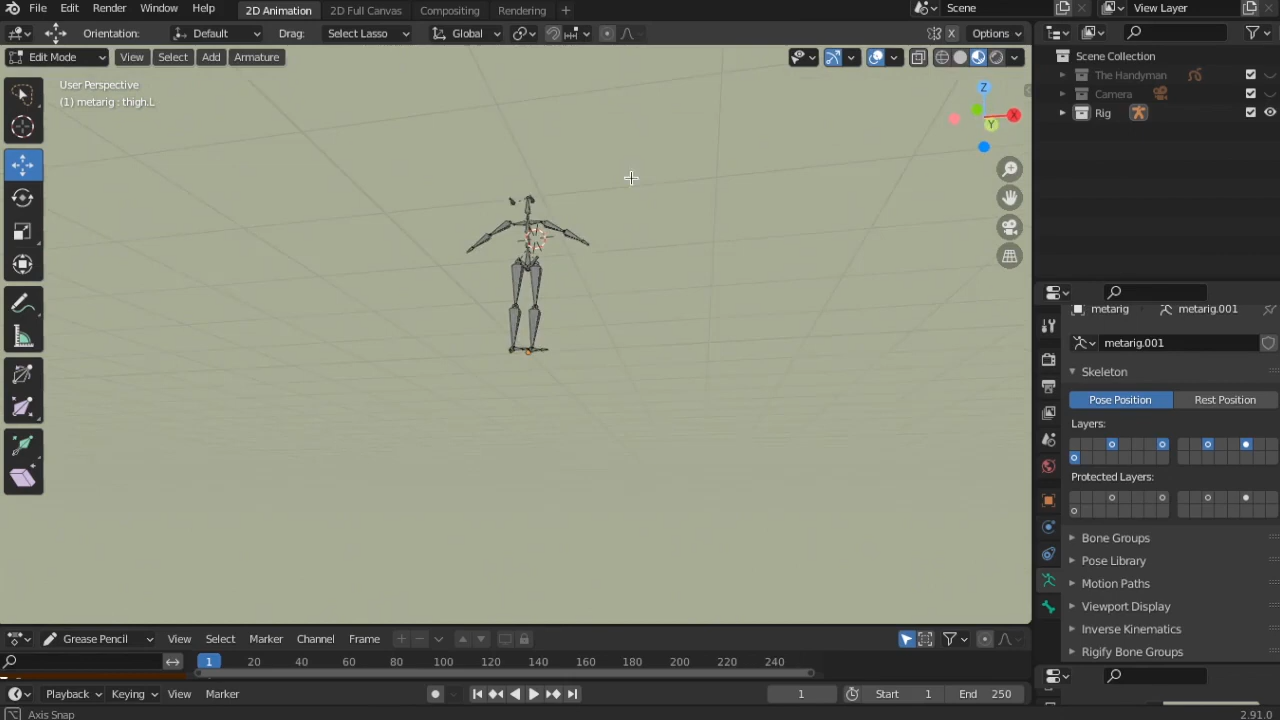 File Edit Render Window Help 2D Animation 2D Full Canvas Compositing Rendering + Scene View Layer
Orientation: Default Drag: Select Lasso Global X Options
Edit Mode View Select Add Armature
User Perspective
(1) metarig : thigh.L
Z
X
Y
Scene Collection
The Handyman
Camera
Rig
metarig metarig.001
metarig.001
Skeleton
Pose Position Rest Position
Layers:
Protected Layers:
Bone Groups
Pose Library
Motion Paths
Viewport Display
Inverse Kinematics
Rigify Bone Groups
Grease Pencil View Select Marker Channel Frame
1 20 40 60 80 100 120 140 160 180 200 220 240
Playback Keying View Marker 1 Start 1 End 250
Axis Snap 2.91.0